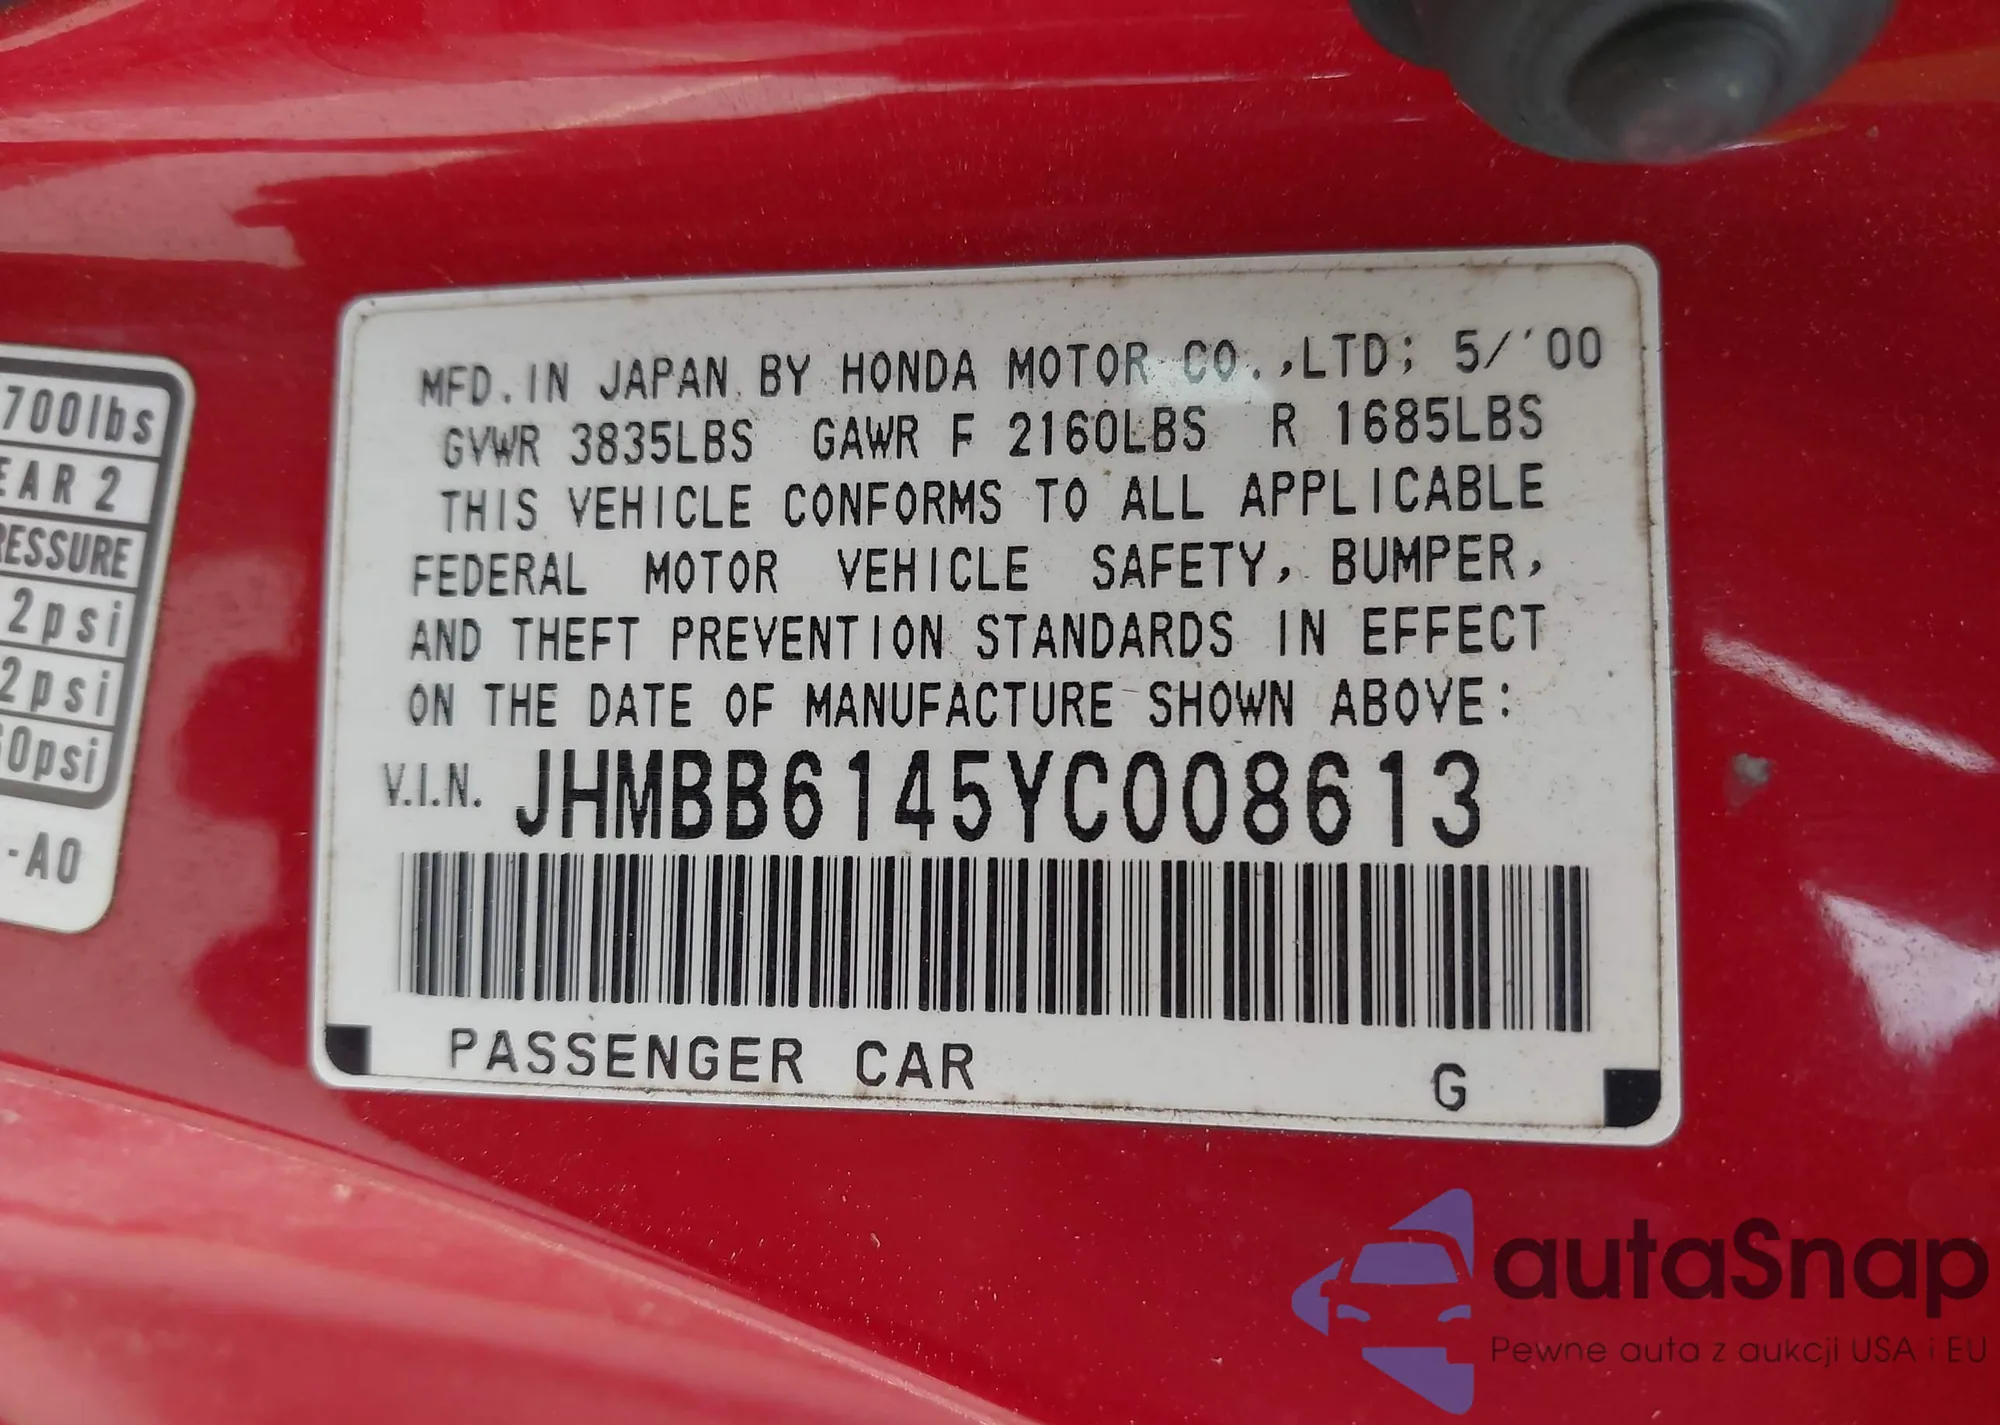 700lbs
EAR 2
RESSURE
2psi
2psi
0psi
-A0
MFD. IN JAPAN BY HONDA MOTOR CO.,LTD; 5/'00
GVWR 3835LBS GAWR F 2160LBS R 1685LBS
THIS VEHICLE CONFORMS TO ALL APPLICABLE
FEDERAL MOTOR VEHICLE SAFETY, BUMPER,
AND THEFT PREVENTION STANDARDS IN EFFECT
ON THE DATE OF MANUFACTURE SHOWN ABOVE:
V.I.N. JHMBB6145YC008613
PASSENGER CAR G
autaSnap
Pewne auta z aukcji USA i EU